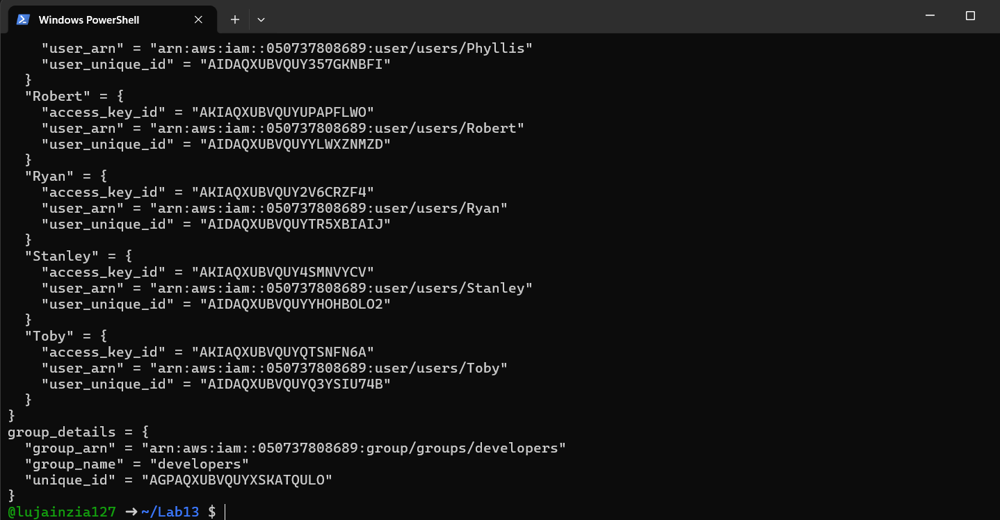 Windows PowerShell
    "user_arn" = "arn:aws:iam::050737808689:user/users/Phyllis"
    "user_unique_id" = "AIDAQXUBVQUY357GKNBFI"
  }
  "Robert" = {
    "access_key_id" = "AKIAQXUBVQUYUPAPFLWO"
    "user_arn" = "arn:aws:iam::050737808689:user/users/Robert"
    "user_unique_id" = "AIDAQXUBVQUYYLWXZNMZD"
  }
  "Ryan" = {
    "access_key_id" = "AKIAQXUBVQUY2V6CRZF4"
    "user_arn" = "arn:aws:iam::050737808689:user/users/Ryan"
    "user_unique_id" = "AIDAQXUBVQUYTR5XBIAIJ"
  }
  "Stanley" = {
    "access_key_id" = "AKIAQXUBVQUY4SMNVYCV"
    "user_arn" = "arn:aws:iam::050737808689:user/users/Stanley"
    "user_unique_id" = "AIDAQXUBVQUYYHOHBOLO2"
  }
  "Toby" = {
    "access_key_id" = "AKIAQXUBVQUYQTSNFN6A"
    "user_arn" = "arn:aws:iam::050737808689:user/users/Toby"
    "user_unique_id" = "AIDAQXUBVQUYQ3YSIU74B"
  }
}
group_details = {
  "group_arn" = "arn:aws:iam::050737808689:group/groups/developers"
  "group_name" = "developers"
  "unique_id" = "AGPAQXUBVQUYXSKATQULO"
}
@lujainzia127 ➜ ~/Lab13 $